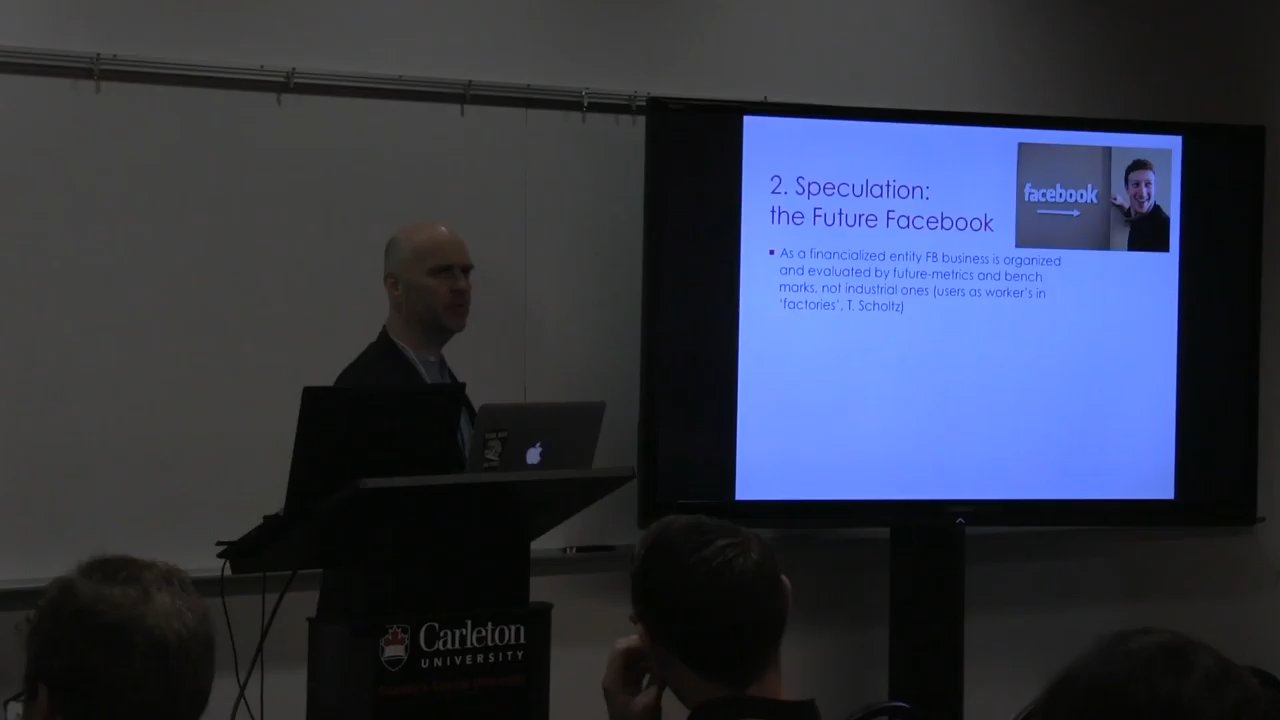 2. Speculation:
the Future Facebook
facebook
▪ As a financialized entity FB business is organized
and evaluated by future-metrics and bench
marks, not industrial ones (users as worker's in
'factories', T. Scholtz)
Carleton
UNIVERSITY